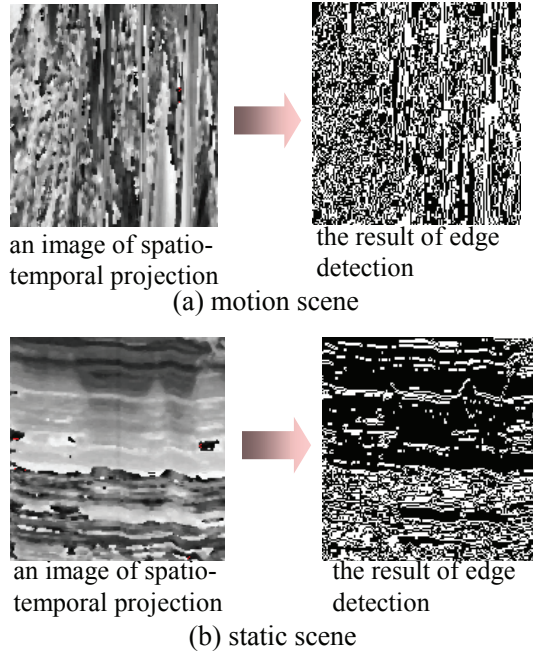 an image of spatio-
temporal projection
the result of edge
detection
(a) motion scene
an image of spatio-
temporal projection
the result of edge
detection
(b) static scene